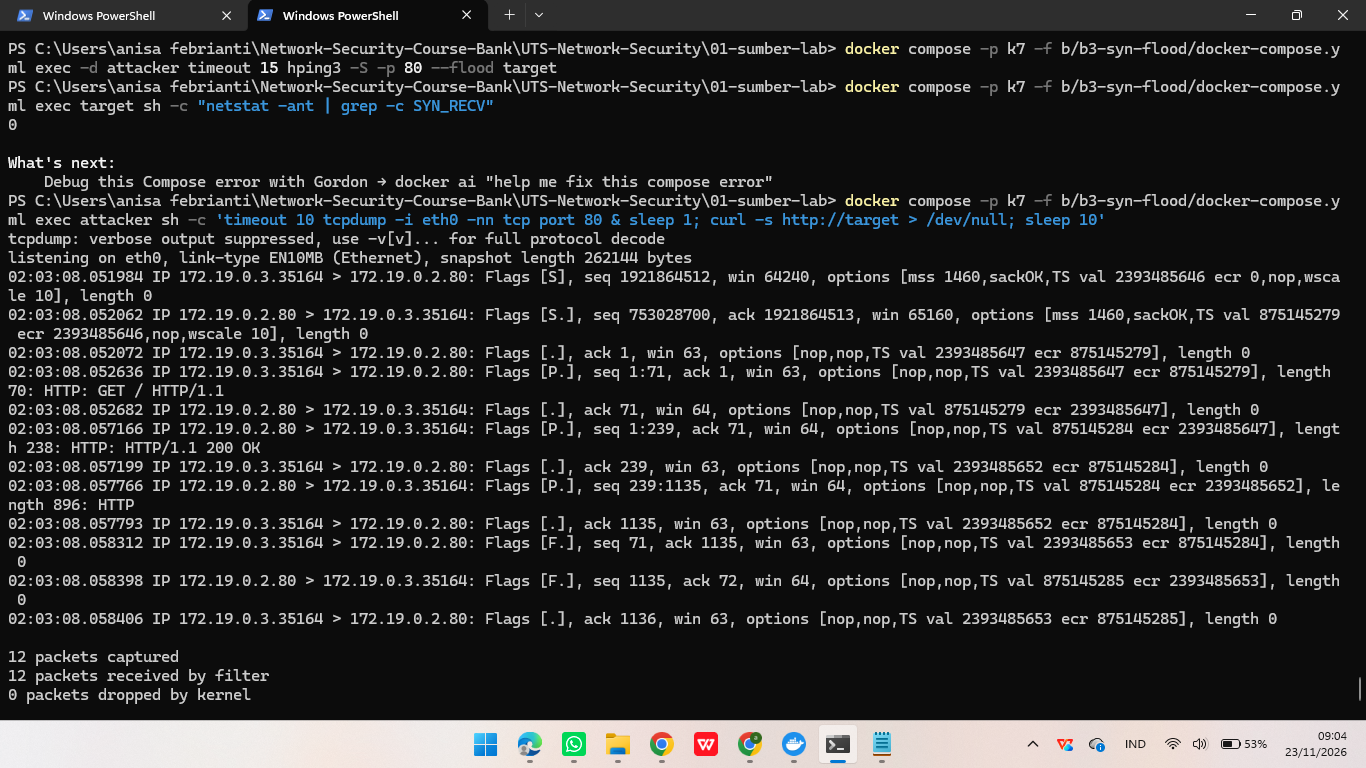 Windows PowerShell
Windows PowerShell
PS C:\Users\anisa febrianti\Network-Security-Course-Bank\UTS-Network-Security\01-sumber-lab> docker compose -p k7 -f b/b3-syn-flood/docker-compose.y
ml exec -d attacker timeout 15 hping3 -S -p 80 --flood target
PS C:\Users\anisa febrianti\Network-Security-Course-Bank\UTS-Network-Security\01-sumber-lab> docker compose -p k7 -f b/b3-syn-flood/docker-compose.y
ml exec target sh -c "netstat -ant | grep -c SYN_RECV"
0
What's next:
    Debug this Compose error with Gordon → docker ai "help me fix this compose error"
PS C:\Users\anisa febrianti\Network-Security-Course-Bank\UTS-Network-Security\01-sumber-lab> docker compose -p k7 -f b/b3-syn-flood/docker-compose.y
ml exec attacker sh -c 'timeout 10 tcpdump -i eth0 -nn tcp port 80 & sleep 1; curl -s http://target > /dev/null; sleep 10'
tcpdump: verbose output suppressed, use -v[v]... for full protocol decode
listening on eth0, link-type EN10MB (Ethernet), snapshot length 262144 bytes
02:03:08.051984 IP 172.19.0.3.35164 > 172.19.0.2.80: Flags [S], seq 1921864512, win 64240, options [mss 1460,sackOK,TS val 2393485646 ecr 0,nop,wsca
le 10], length 0
02:03:08.052062 IP 172.19.0.2.80 > 172.19.0.3.35164: Flags [S.], seq 753028700, ack 1921864513, win 65160, options [mss 1460,sackOK,TS val 875145279
 ecr 2393485646,nop,wscale 10], length 0
02:03:08.052072 IP 172.19.0.3.35164 > 172.19.0.2.80: Flags [.], ack 1, win 63, options [nop,nop,TS val 2393485647 ecr 875145279], length 0
02:03:08.052636 IP 172.19.0.3.35164 > 172.19.0.2.80: Flags [P.], seq 1:71, ack 1, win 63, options [nop,nop,TS val 2393485647 ecr 875145279], length
70: HTTP: GET / HTTP/1.1
02:03:08.052682 IP 172.19.0.2.80 > 172.19.0.3.35164: Flags [.], ack 71, win 64, options [nop,nop,TS val 875145279 ecr 2393485647], length 0
02:03:08.057166 IP 172.19.0.2.80 > 172.19.0.3.35164: Flags [P.], seq 1:239, ack 71, win 64, options [nop,nop,TS val 875145284 ecr 2393485647], lengt
h 238: HTTP: HTTP/1.1 200 OK
02:03:08.057199 IP 172.19.0.3.35164 > 172.19.0.2.80: Flags [.], ack 239, win 63, options [nop,nop,TS val 2393485652 ecr 875145284], length 0
02:03:08.057766 IP 172.19.0.2.80 > 172.19.0.3.35164: Flags [P.], seq 239:1135, ack 71, win 64, options [nop,nop,TS val 875145284 ecr 2393485652], le
ngth 896: HTTP
02:03:08.057793 IP 172.19.0.3.35164 > 172.19.0.2.80: Flags [.], ack 1135, win 63, options [nop,nop,TS val 2393485652 ecr 875145284], length 0
02:03:08.058312 IP 172.19.0.3.35164 > 172.19.0.2.80: Flags [F.], seq 71, ack 1135, win 63, options [nop,nop,TS val 2393485653 ecr 875145284], length
 0
02:03:08.058398 IP 172.19.0.2.80 > 172.19.0.3.35164: Flags [F.], seq 1135, ack 72, win 64, options [nop,nop,TS val 875145285 ecr 2393485653], length
 0
02:03:08.058406 IP 172.19.0.3.35164 > 172.19.0.2.80: Flags [.], ack 1136, win 63, options [nop,nop,TS val 2393485653 ecr 875145285], length 0
12 packets captured
12 packets received by filter
0 packets dropped by kernel
IND
53%
09:04
23/11/2026